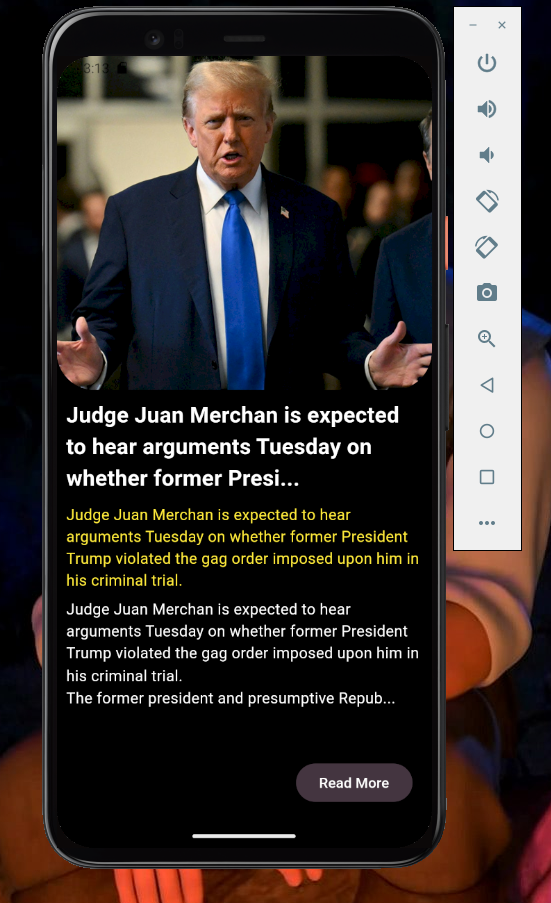 3:13
Judge Juan Merchan is expected
to hear arguments Tuesday on
whether former Presi...
Judge Juan Merchan is expected to hear
arguments Tuesday on whether former President
Trump violated the gag order imposed upon him in
his criminal trial.
Judge Juan Merchan is expected to hear
arguments Tuesday on whether former President
Trump violated the gag order imposed upon him in
his criminal trial.
The former president and presumptive Repub...
Read More